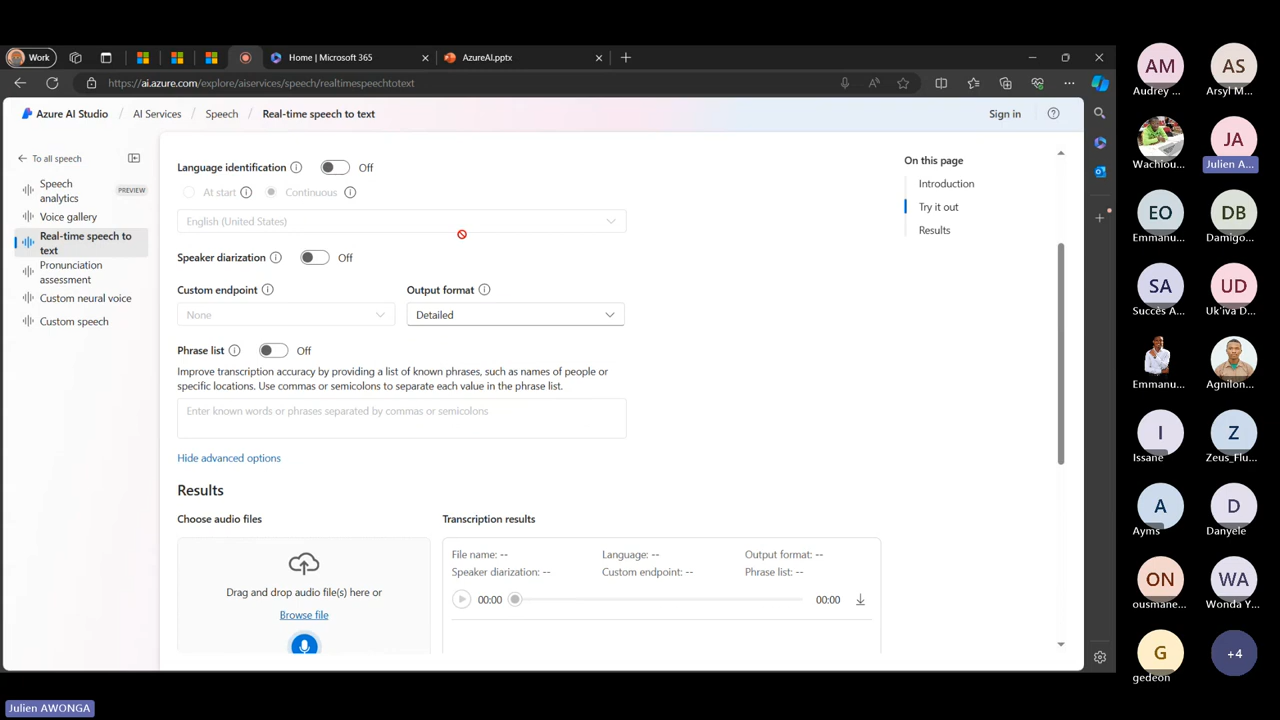 Work
Home | Microsoft 365
AzureAI.pptx
https://ai.azure.com/explore/aiservices/speech/realtimespeechtotext
Azure AI Studio
AI Services
Speech
Real-time speech to text
Sign in
To all speech
Speech
analytics
PREVIEW
Voice gallery
Real-time speech to
text
Pronunciation
assessment
Custom neural voice
Custom speech
Language identification
Off
At start
Continuous
English (United States)
Speaker diarization
Off
Custom endpoint
Output format
None
Detailed
Phrase list
Off
Improve transcription accuracy by providing a list of known phrases, such as names of people or
specific locations. Use commas or semicolons to separate each value in the phrase list.
Enter known words or phrases separated by commas or semicolons
Hide advanced options
Results
Choose audio files
Drag and drop audio file(s) here or
Browse file
Transcription results
File name: --
Language: --
Output format: --
Speaker diarization: --
Custom endpoint: --
Phrase list: --
00:00
00:00
On this page
Introduction
Try it out
Results
AM
Audrey ...
AS
Arsyl M...
Wachiou...
JA
Julien A...
EO
Emmanu...
DB
Damigo...
SA
Succès A...
UD
Uk'iva D...
Emmanu...
Agnilon...
I
Issane
Z
Zeus_Flu...
A
Ayms
D
Danyele
ON
ousmane...
WA
Wonda Y...
G
gedeon
+4
Julien AWONGA